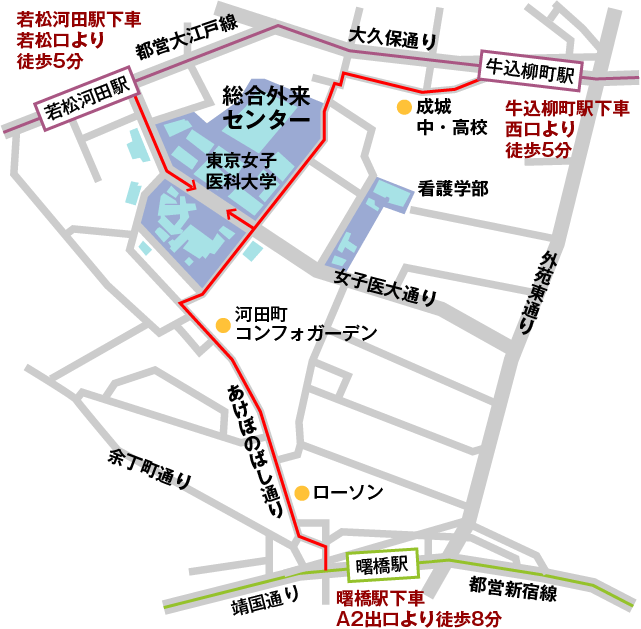 若松河田駅下車
若松口より
徒歩5分
都営大江戸線
大久保通り
牛込柳町駅
若松河田駅
総合外来
センター
成城
中・高校
牛込柳町駅下車
西口より
徒歩5分
東京女子
医科大学
看護学部
外苑東通り
女子医大通り
河田町
コンフォガーデン
あけぼのばし通り
余丁町通り
ローソン
曙橋駅
都営新宿線
靖国通り
曙橋駅下車
A2出口より徒歩8分